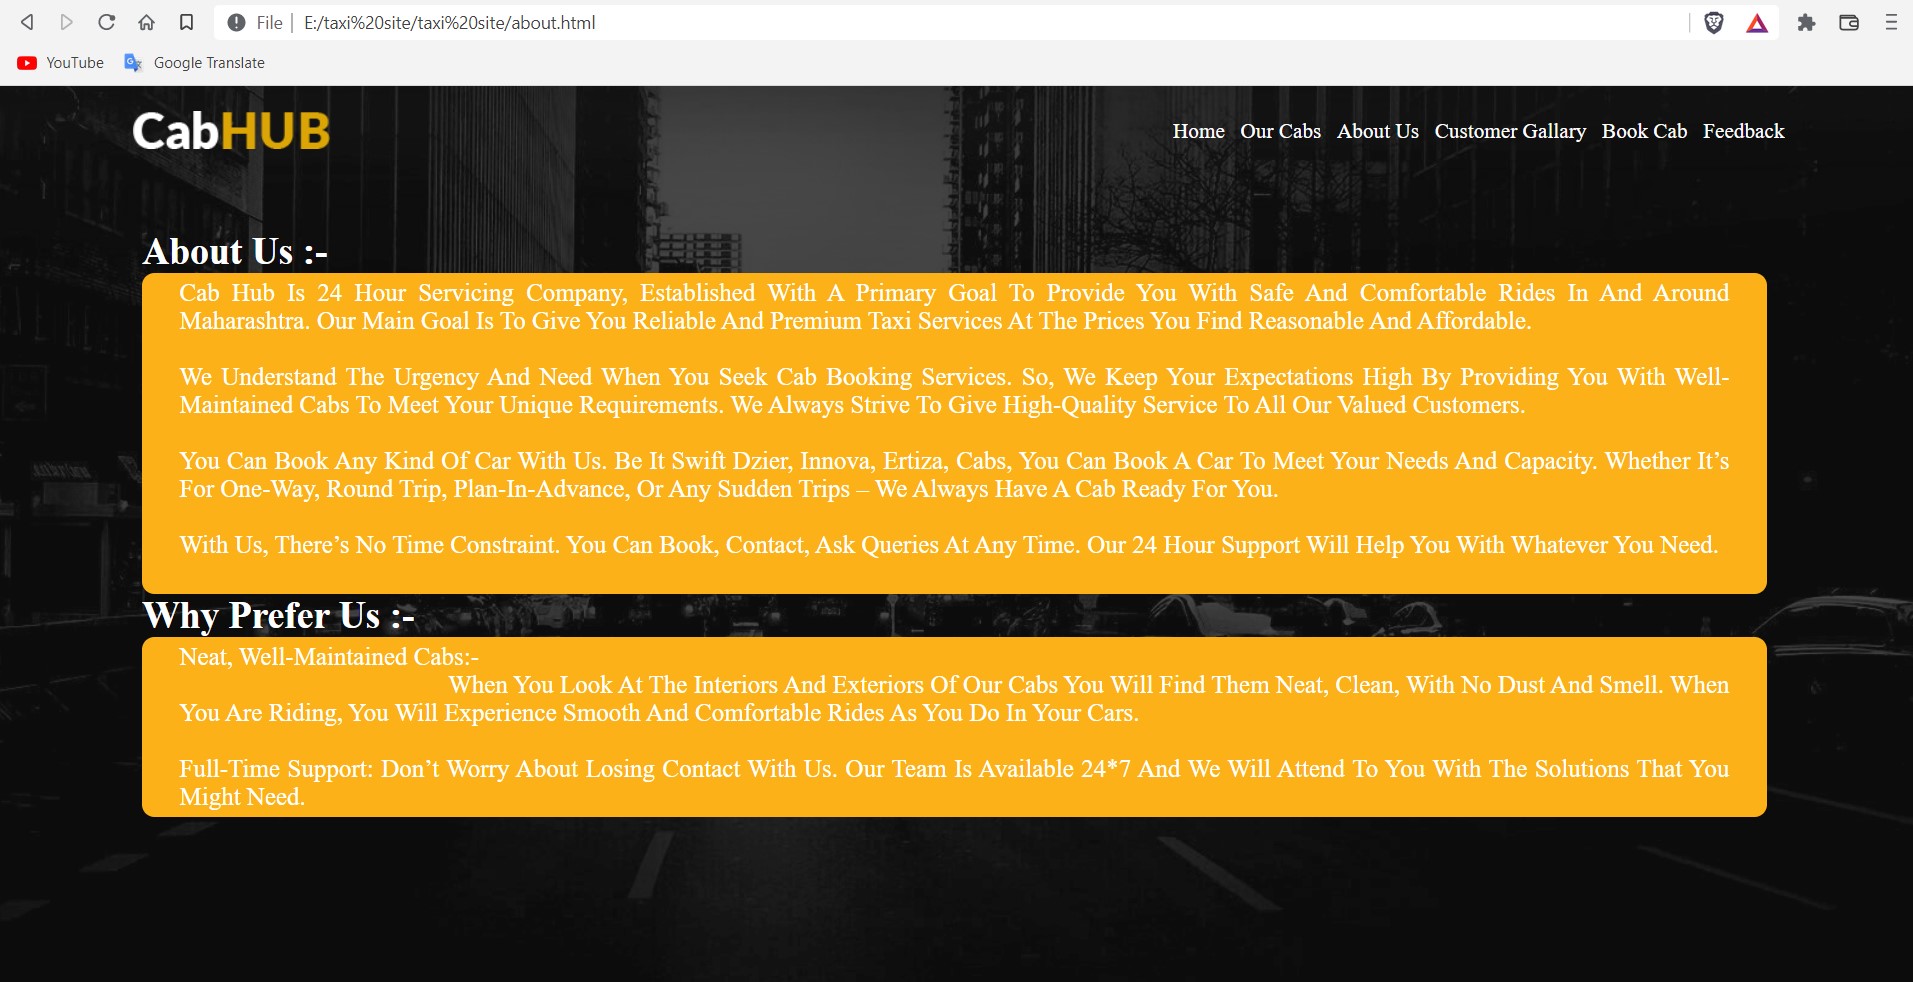 File | E:/taxi%20site/taxi%20site/about.html
YouTube Google Translate
CabHUB
Home Our Cabs About Us Customer Gallary Book Cab Feedback
About Us :-
Cab Hub Is 24 Hour Servicing Company, Established With A Primary Goal To Provide You With Safe And Comfortable Rides In And Around
Maharashtra. Our Main Goal Is To Give You Reliable And Premium Taxi Services At The Prices You Find Reasonable And Affordable.
We Understand The Urgency And Need When You Seek Cab Booking Services. So, We Keep Your Expectations High By Providing You With Well-
Maintained Cabs To Meet Your Unique Requirements. We Always Strive To Give High-Quality Service To All Our Valued Customers.
You Can Book Any Kind Of Car With Us. Be It Swift Dzier, Innova, Ertiza, Cabs, You Can Book A Car To Meet Your Needs And Capacity. Whether It’s
For One-Way, Round Trip, Plan-In-Advance, Or Any Sudden Trips – We Always Have A Cab Ready For You.
With Us, There’s No Time Constraint. You Can Book, Contact, Ask Queries At Any Time. Our 24 Hour Support Will Help You With Whatever You Need.
Why Prefer Us :-
Neat, Well-Maintained Cabs:-
When You Look At The Interiors And Exteriors Of Our Cabs You Will Find Them Neat, Clean, With No Dust And Smell. When
You Are Riding, You Will Experience Smooth And Comfortable Rides As You Do In Your Cars.
Full-Time Support: Don’t Worry About Losing Contact With Us. Our Team Is Available 24*7 And We Will Attend To You With The Solutions That You
Might Need.